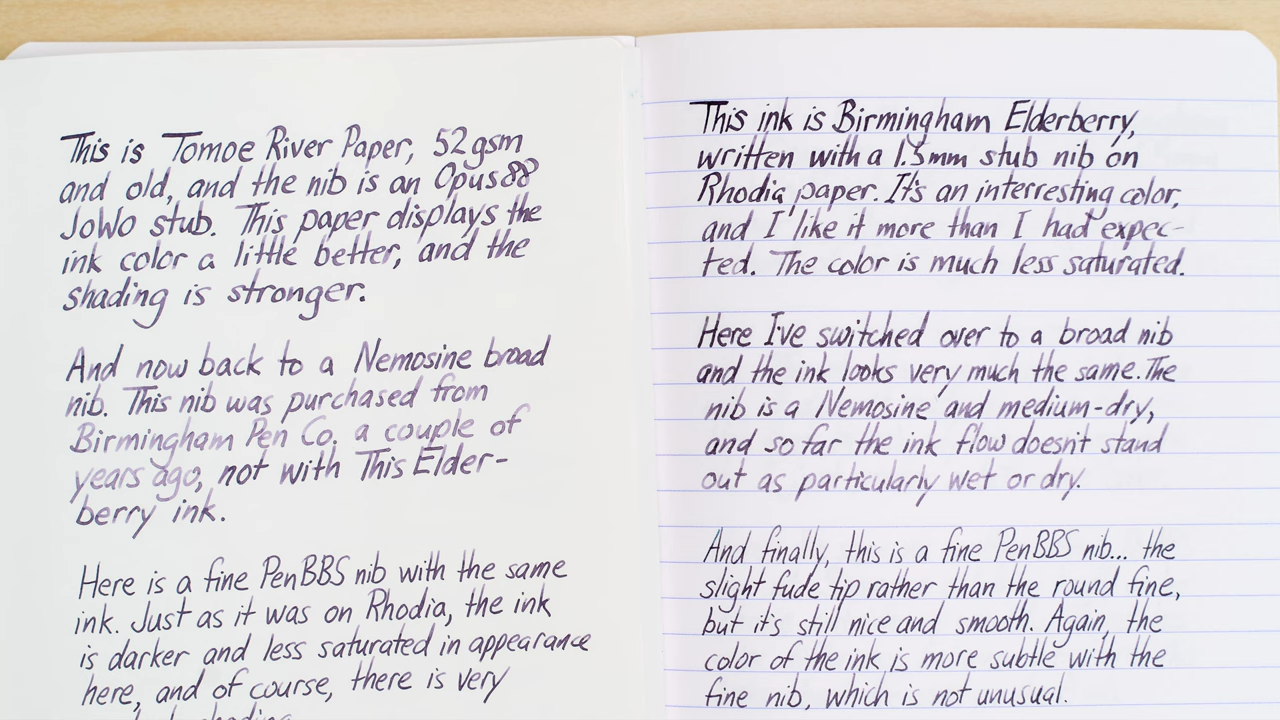 This is Tomoe River Paper, 52gsm
and old, and the nib is an Opus88
JoWo stub. This paper displays the
ink color a little better, and the
shading is stronger.
And now back to a Nemosine broad
nib. This nib was purchased from
Birmingham Pen Co. a couple of
years ago, not with This Elder-
berry ink.
Here is a fine PenBBS nib with the same
ink. Just as it was on Rhodia, the ink
is darker and less saturated in appearance
here, and of course, there is very
shading
This ink is Birmingham Elderberry,
written with a 1.5mm stub nib on
Rhodia paper. It's an interresting color,
and I like it more than I had expec-
ted. The color is much less saturated.
Here I've switched over to a broad nib
and the ink looks very much the same. The
nib is a Nemosine and medium-dry,
and so far the ink flow doesn't stand
out as particularly wet or dry.
And finally, this is a fine PenBBS nib... the
slight fude tip rather than the round fine,
but it's still nice and smooth. Again, the
color of the ink is more subtle with the
fine nib, which is not unusual.